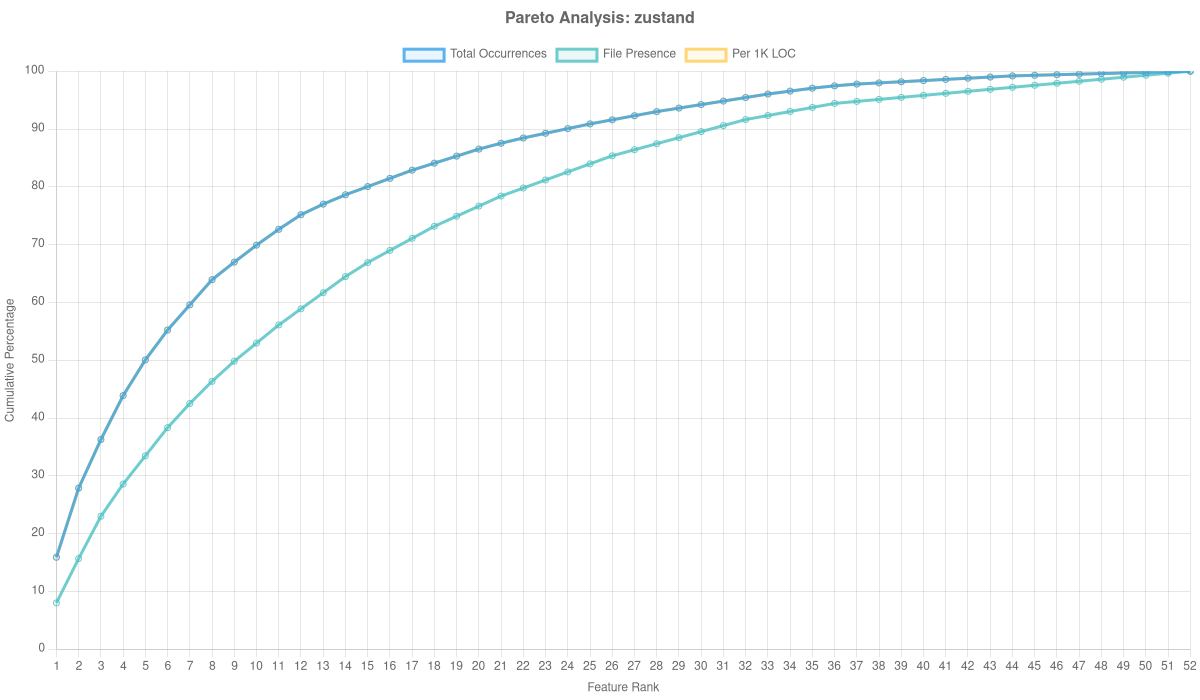 Pareto Analysis: zustand
Total Occurrences File Presence Per 1K LOC
100
90
80
70
60
50
40
30
20
10
0
Cumulative Percentage
1 2 3 4 5 6 7 8 9 10 11 12 13 14 15 16 17 18 19 20 21 22 23 24 25 26 27 28 29 30 31 32 33 34 35 36 37 38 39 40 41 42 43 44 45 46 47 48 49 50 51 52
Feature Rank